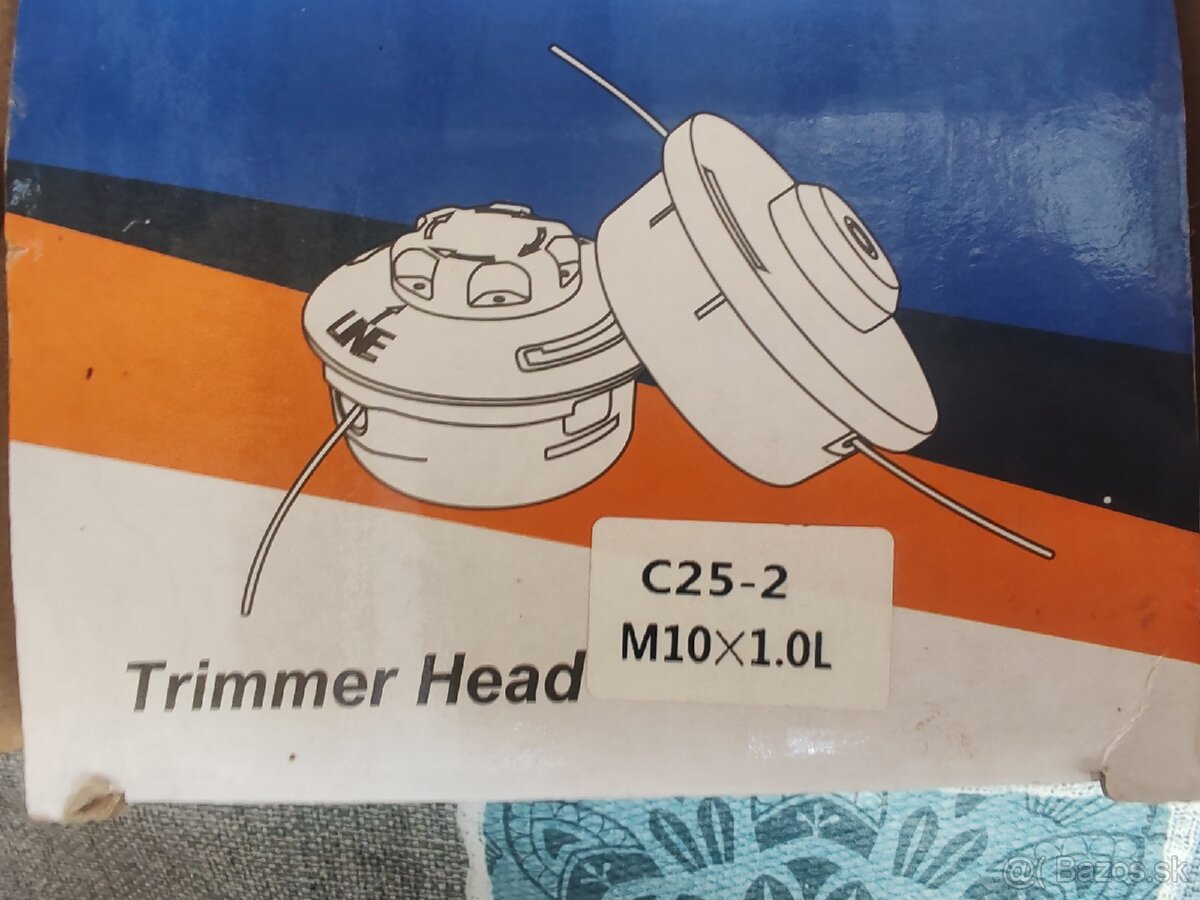 LINE
C25-2
M10×1.0L
Trimmer Head
@( Bazos.sk